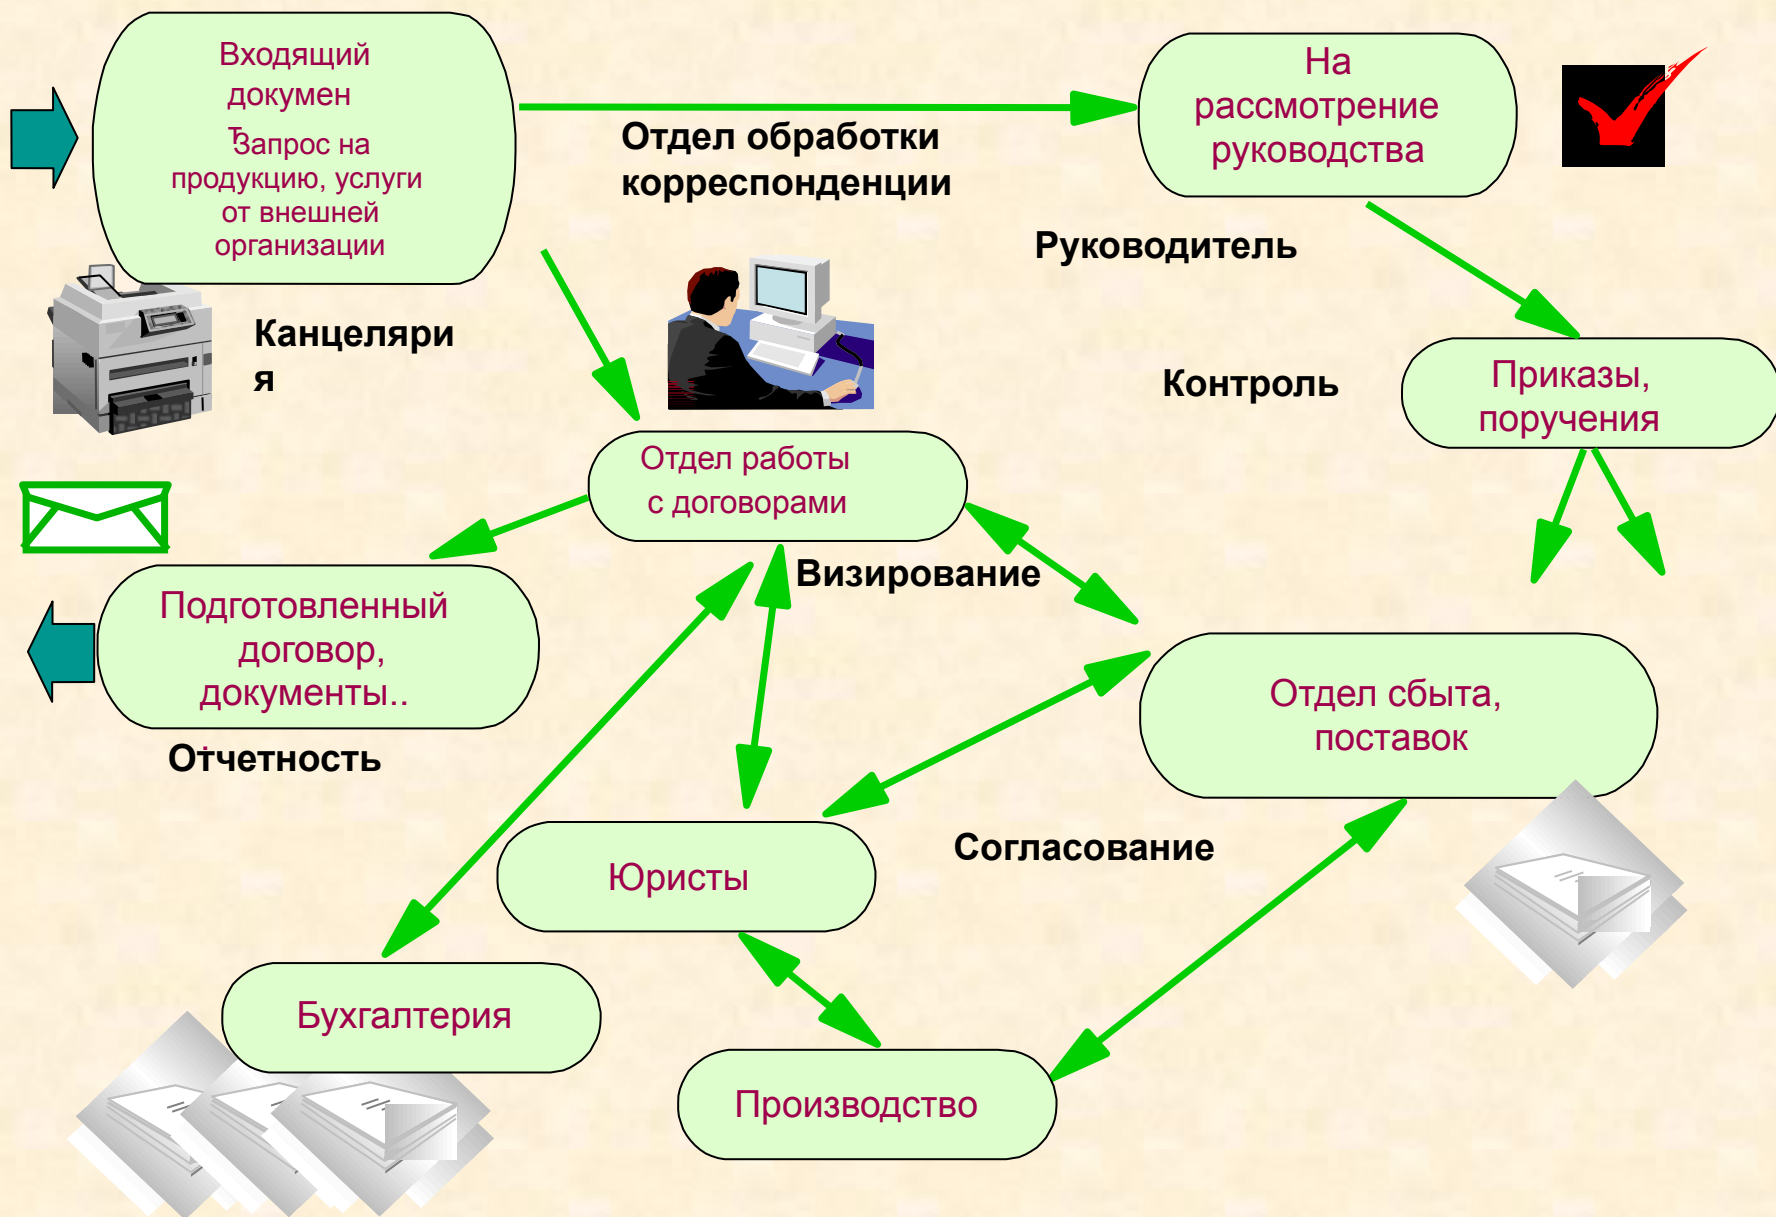 Входящий
докумен
т
Запрос на
продукцию, услуги
от внешней
организации
Отдел обработки
корреспонденции
На
рассмотрение
руководства
Руководитель
Канцеляри
я
Контроль
Приказы,
поручения
Отдел работы
с договорами
Визирование
Подготовленный
договор,
документы..
.
Отчетность
Отдел сбыта,
поставок
Согласование
Юристы
Бухгалтерия
Производство